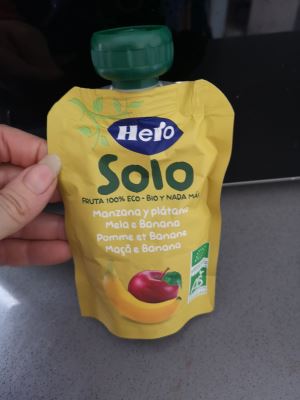 Hero
Solo
FRUTA 100% ECO - BIO Y NADA MÁS
Manzana y plátano
Mela e Banana
Pomme et Banane
Maçã e Banana